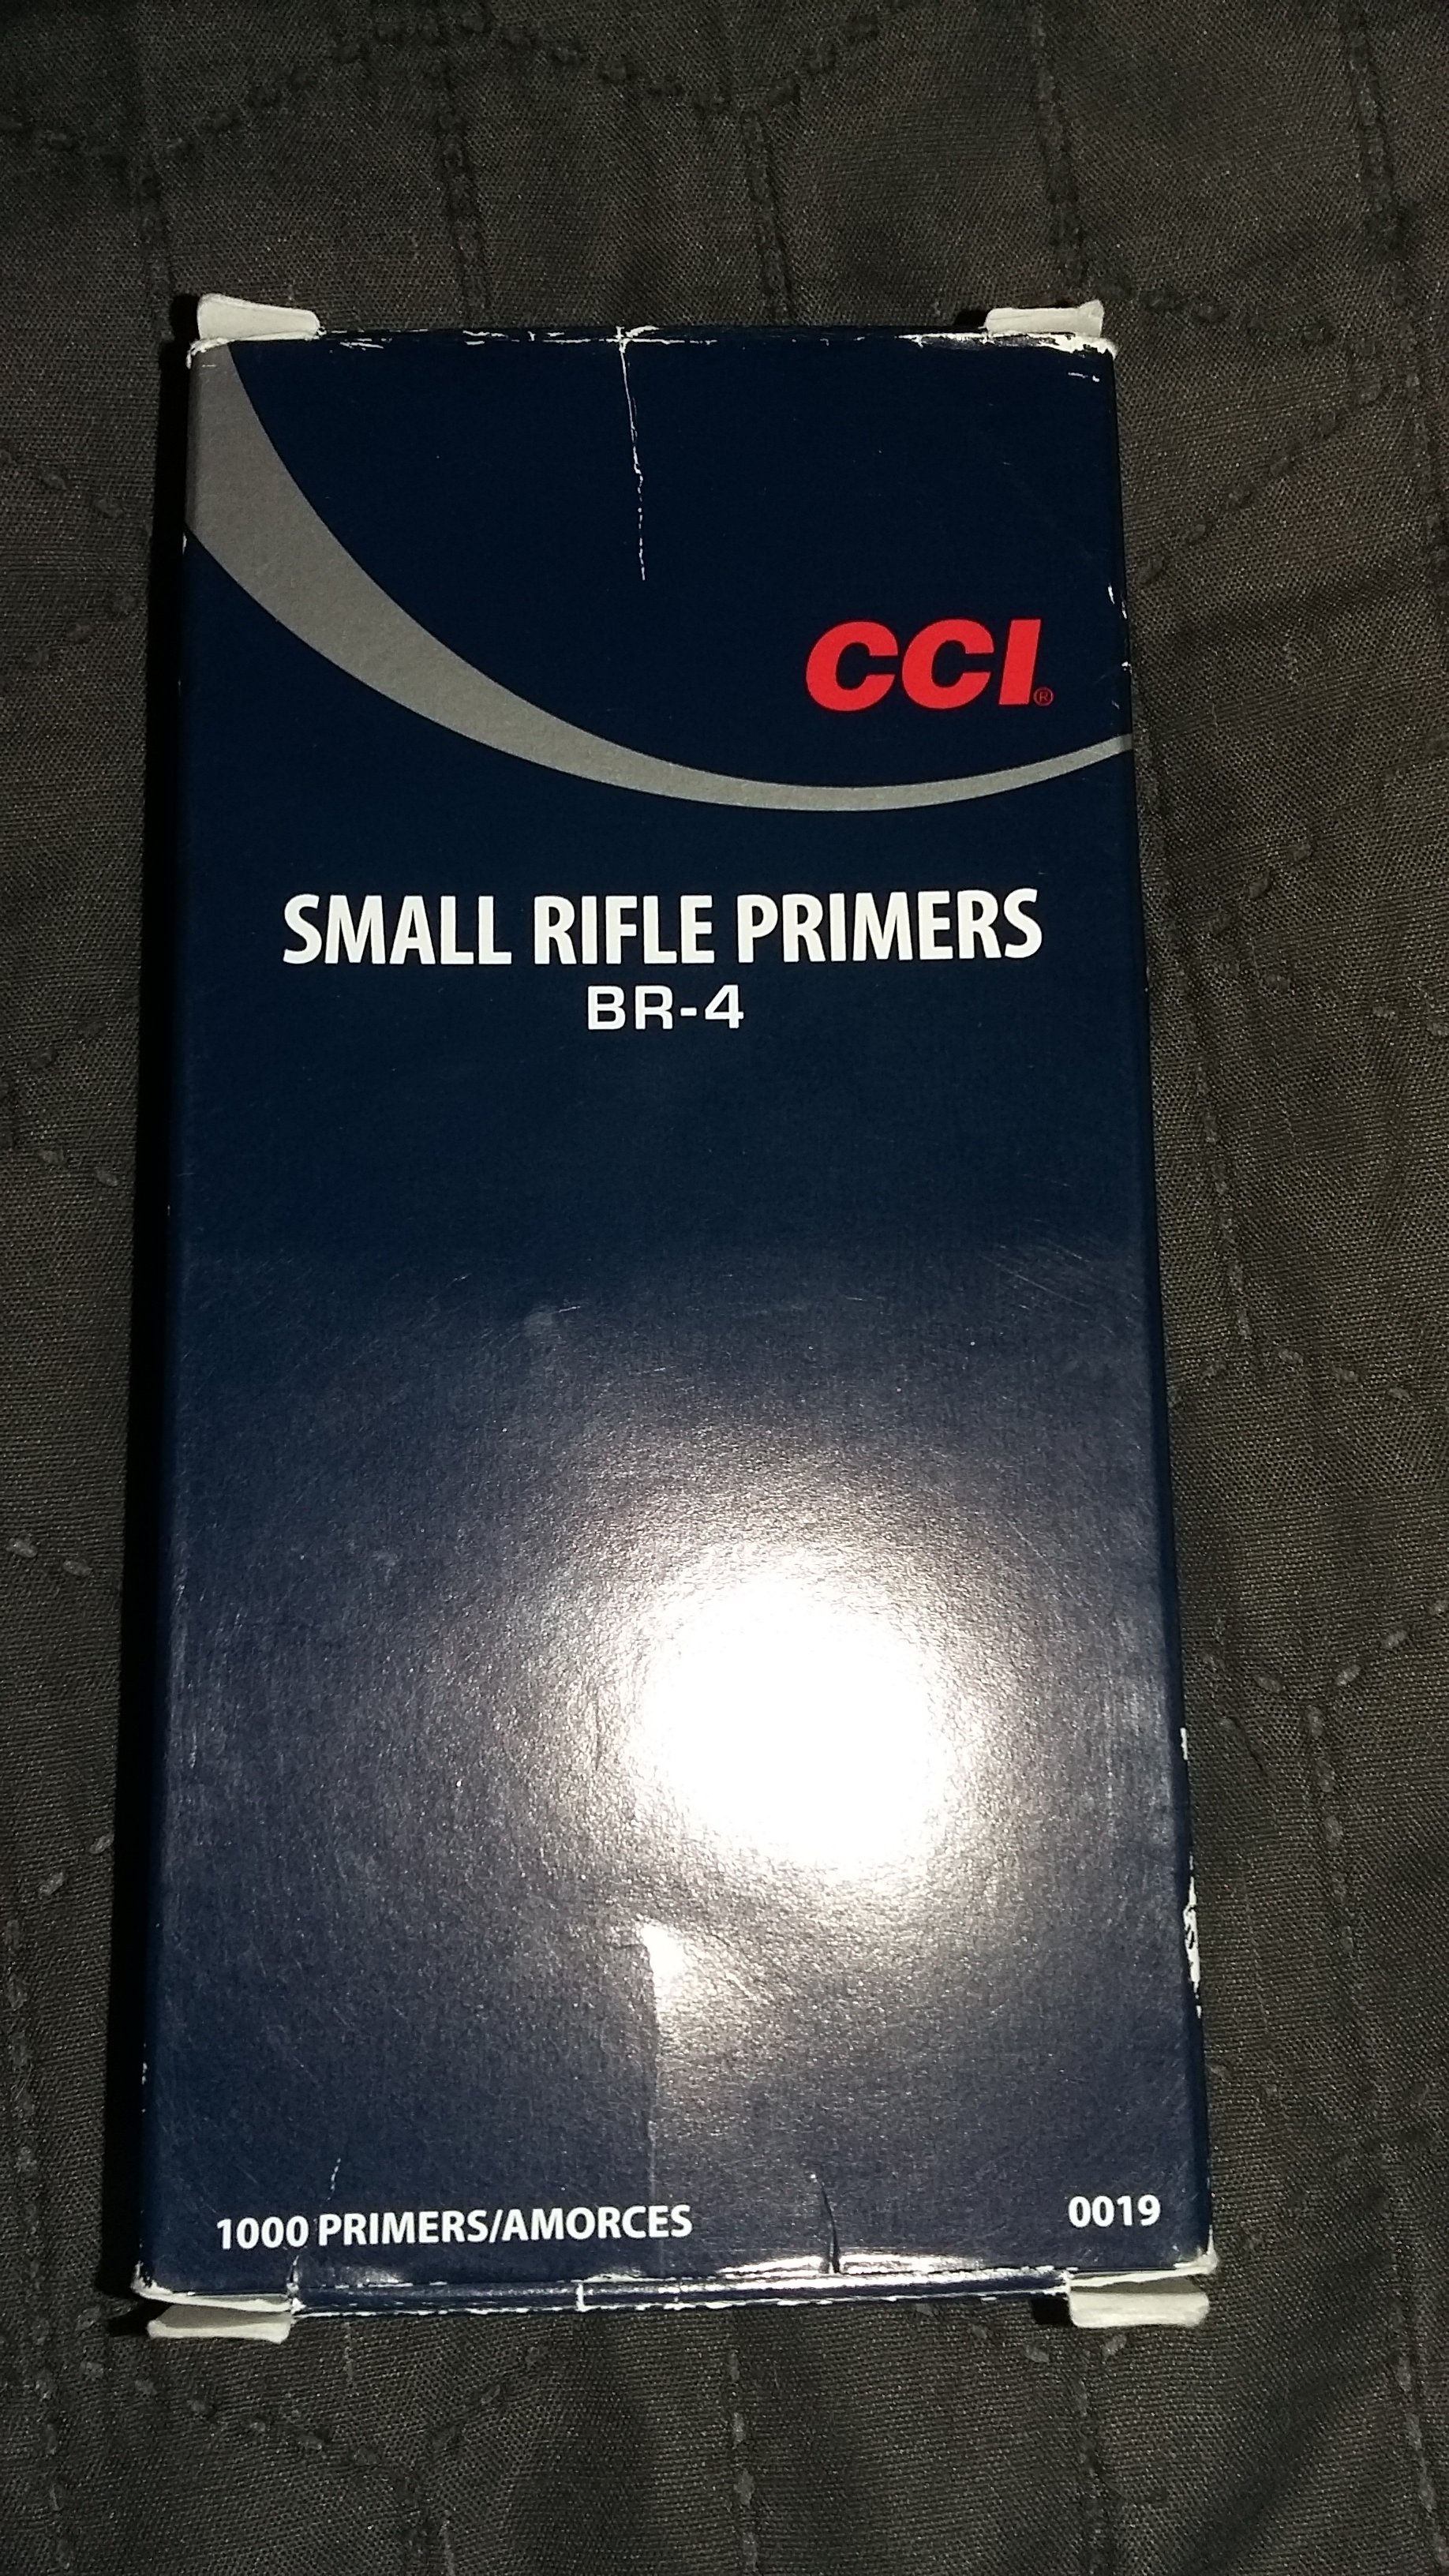 CCI®
SMALL RIFLE PRIMERS
BR-4
1000 PRIMERS/AMORCES
0019